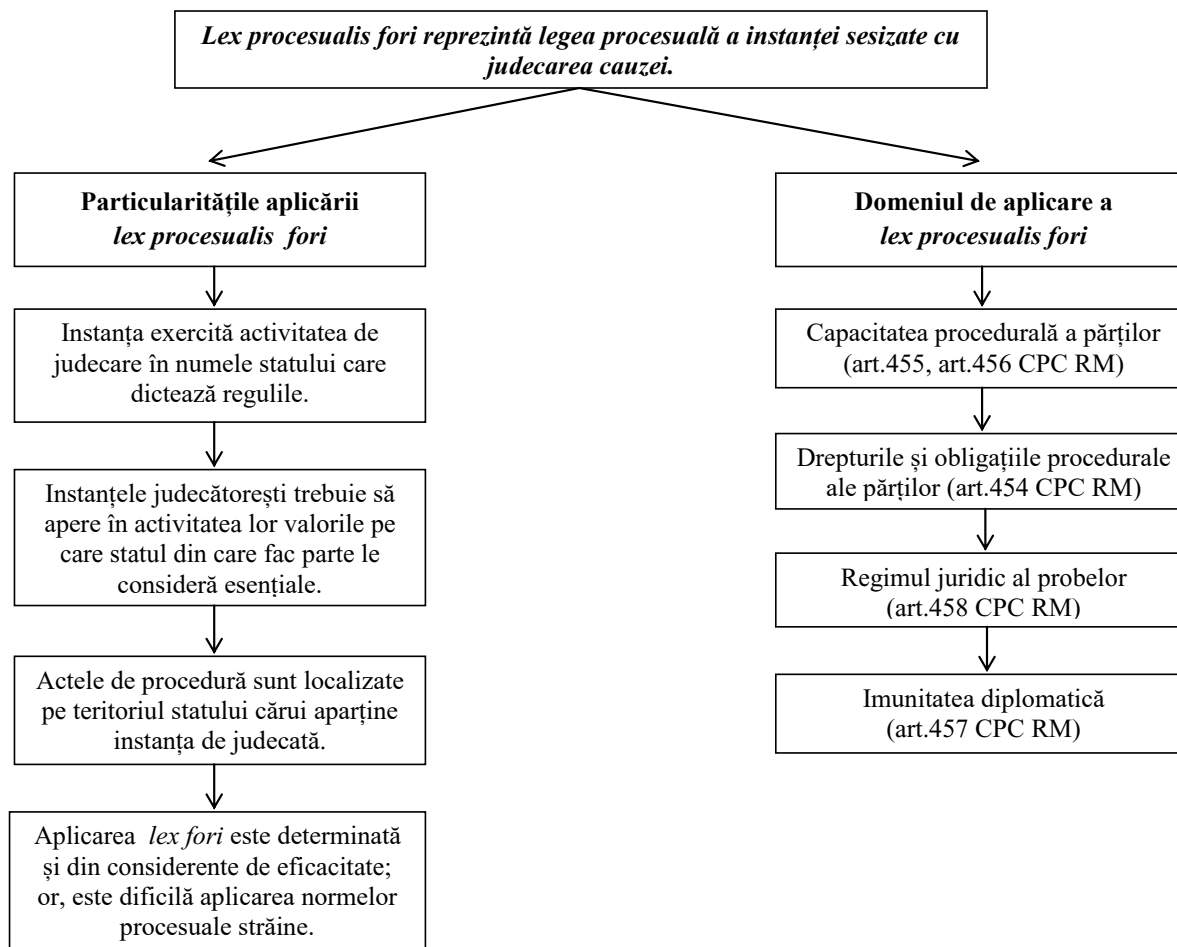 Lex procesualis fori reprezintă legea procesuală a instanței sesizate cu
judecarea cauzei.
Particularitățile aplicării
lex procesualis fori
Instanța exercită activitatea de
judecare în numele statului care
dictează regulile.
Instanțele judecătorești trebuie să
apere în activitatea lor valorile pe
care statul din care fac parte le
consideră esențiale.
Actele de procedură sunt localizate
pe teritoriul statului cărui aparține
instanța de judecată.
Aplicarea lex fori este determinată
și din considerente de eficacitate;
or, este dificilă aplicarea normelor
procesuale străine.
Domeniul de aplicare a
lex procesualis fori
Capacitatea procedurală a părților
(art.455, art.456 CPC RM)
Drepturile și obligațiile procedurale
ale părților (art.454 CPC RM)
Regimul juridic al probelor
(art.458 CPC RM)
Imunitatea diplomatică
(art.457 CPC RM)